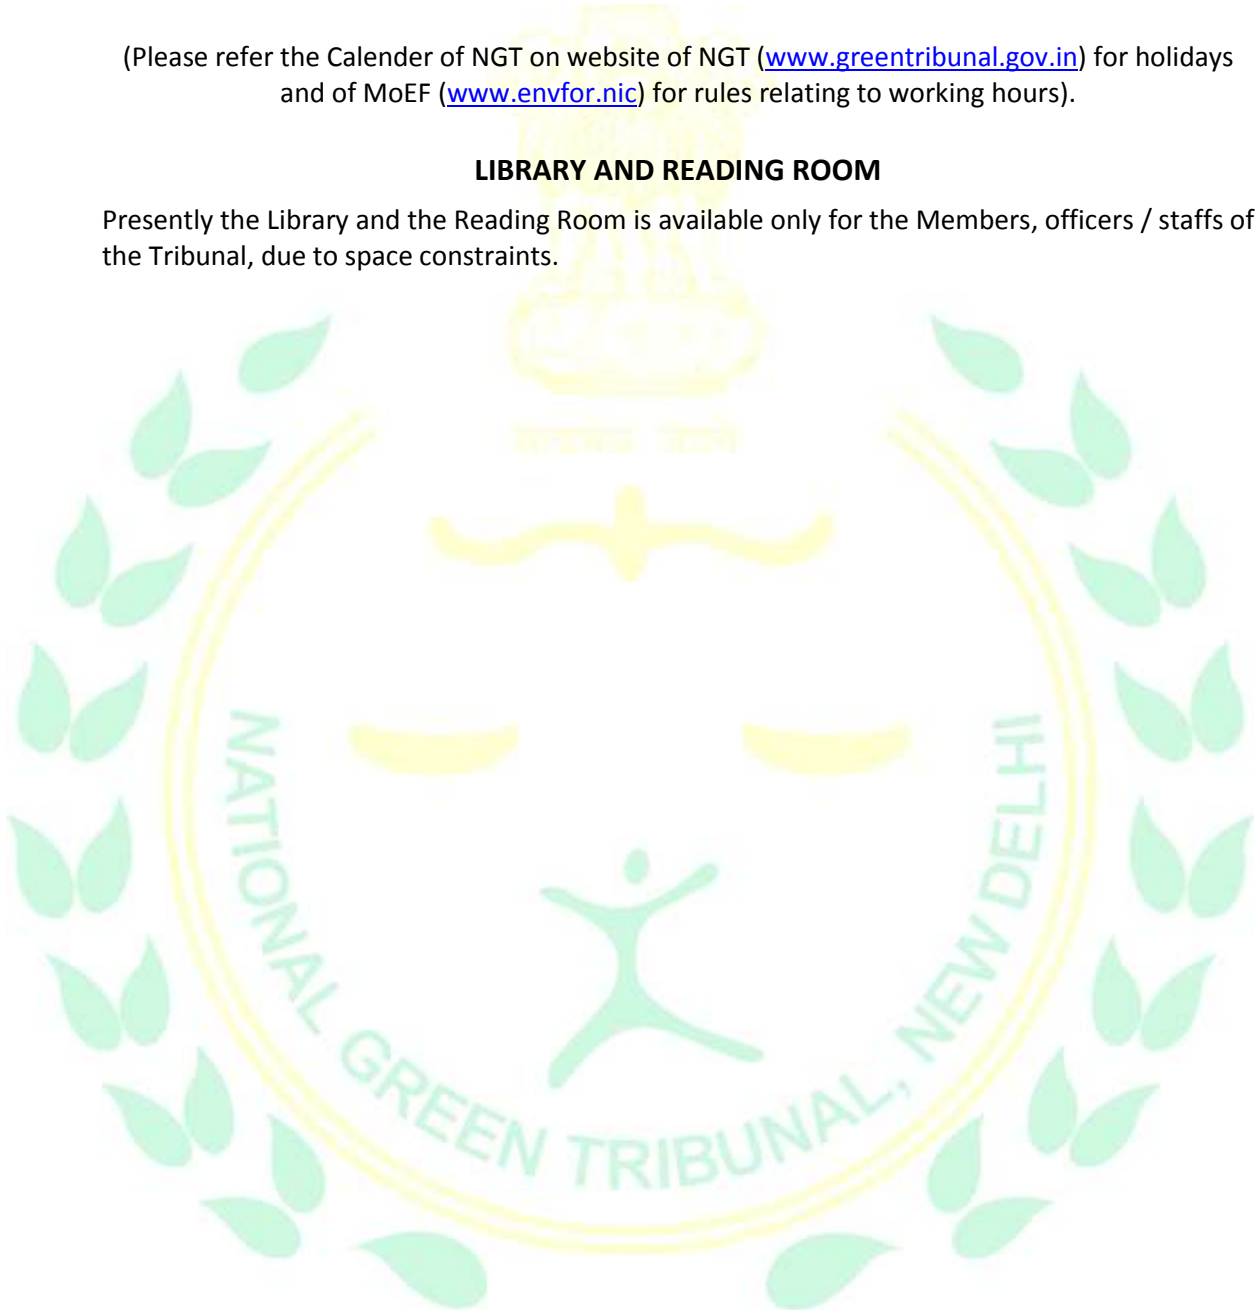 (Please refer the Calender of NGT on website of NGT (www.greentribunal.gov.in) for holidays
and of MoEF (www.envfor.nic) for rules relating to working hours).
LIBRARY AND READING ROOM
Presently the Library and the Reading Room is available only for the Members, officers / staffs of
the Tribunal, due to space constraints.
NATIONAL GREEN TRIBUNAL, NEW DELHI